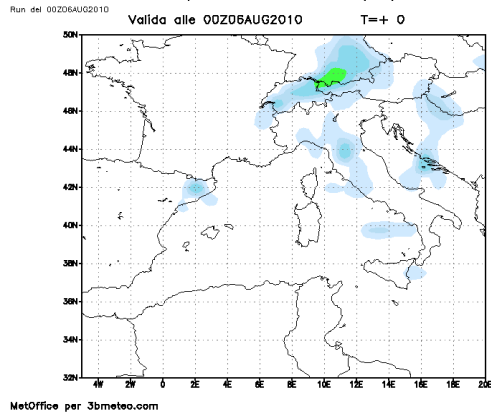 Run del 00Z06AUG2010
Valida alle 00Z06AUG2010 T=+ 0
50N
48N
46N
44N
42N
40N
38N
36N
34N
32N
4W 2W 0 2E 4E 6E 8E 10E 12E 14E 16E 18E 20E
MetOffice per 3bmeteo.com